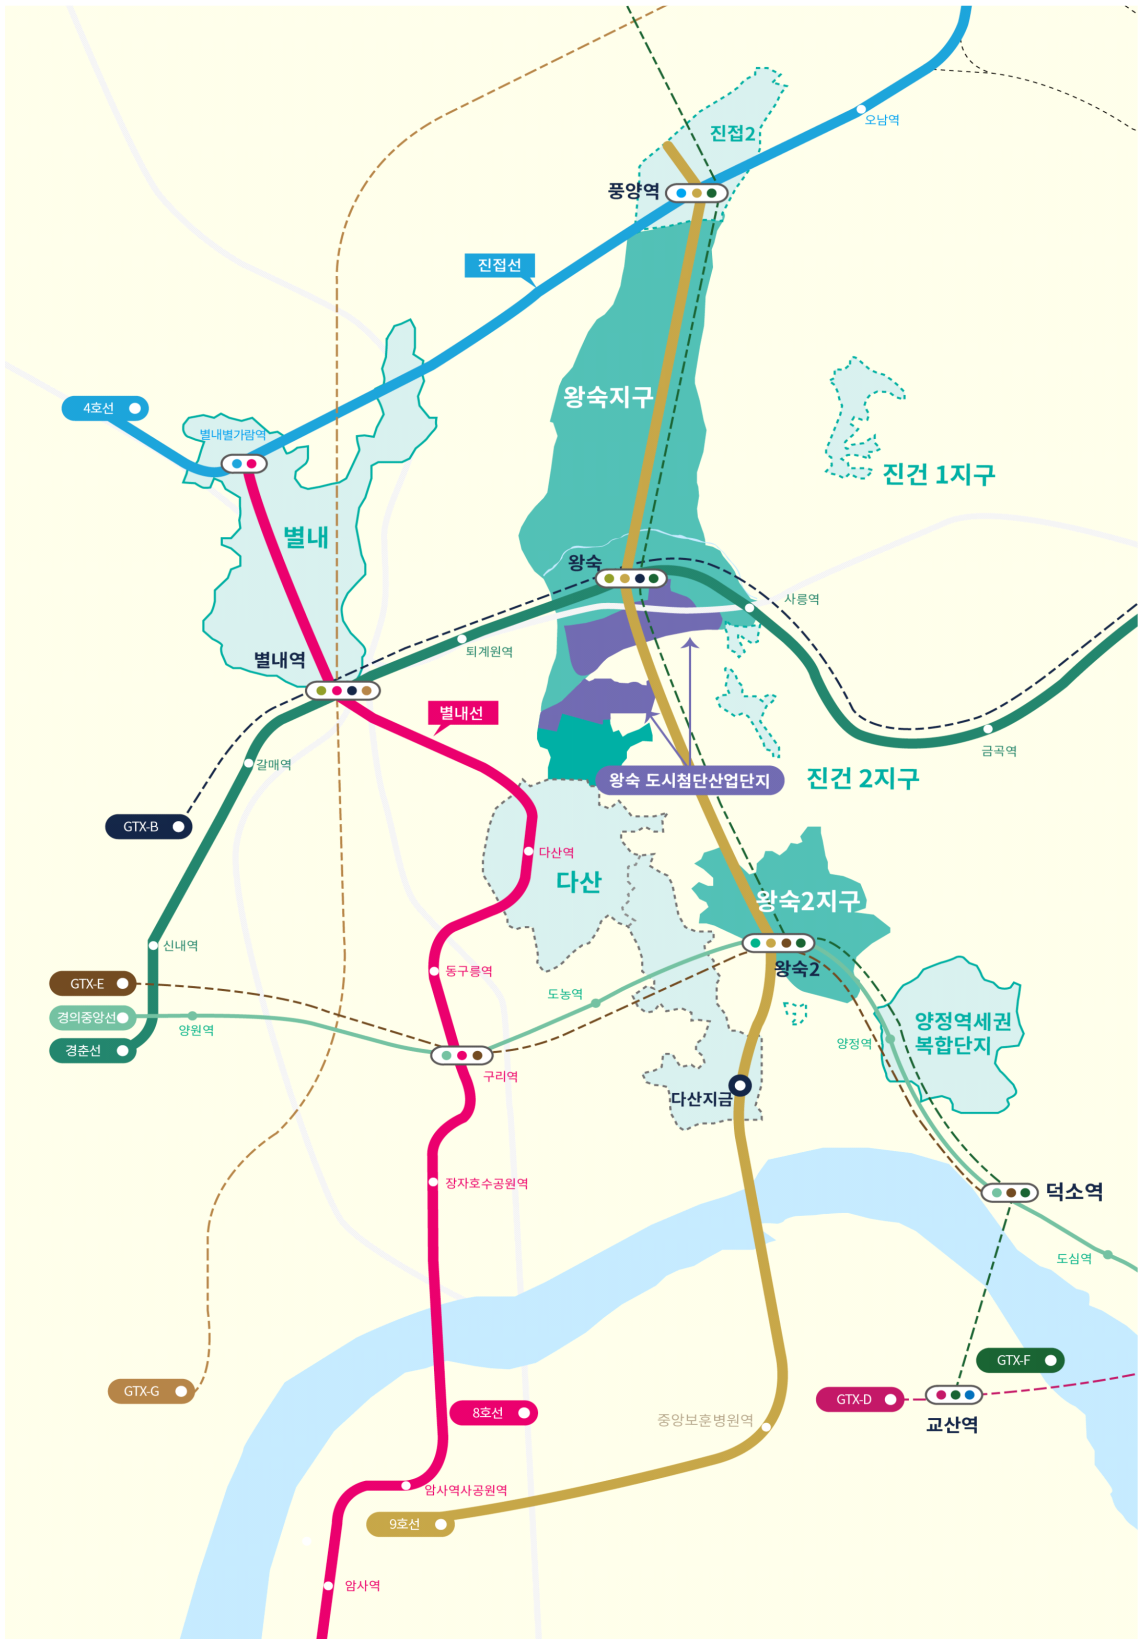 진접2
오남역
풍양역
진접선
왕숙지구
4호선
별내별가람역
진건 1지구
별내
왕숙
사릉역
퇴계원역
별내역
별내선
금곡역
갈매역
왕숙 도시첨단산업단지
진건 2지구
GTX-B
다산역
다산
왕숙2지구
신내역
왕숙2
동구릉역
GTX-E
도농역
경의중앙선
양원역
양정역세권
복합단지
양정역
경춘선
구리역
다산지금
장자호수공원역
덕소역
도심역
GTX-F
GTX-G
GTX-D
8호선
중앙보훈병원역
교산역
암사역사공원역
9호선
암사역